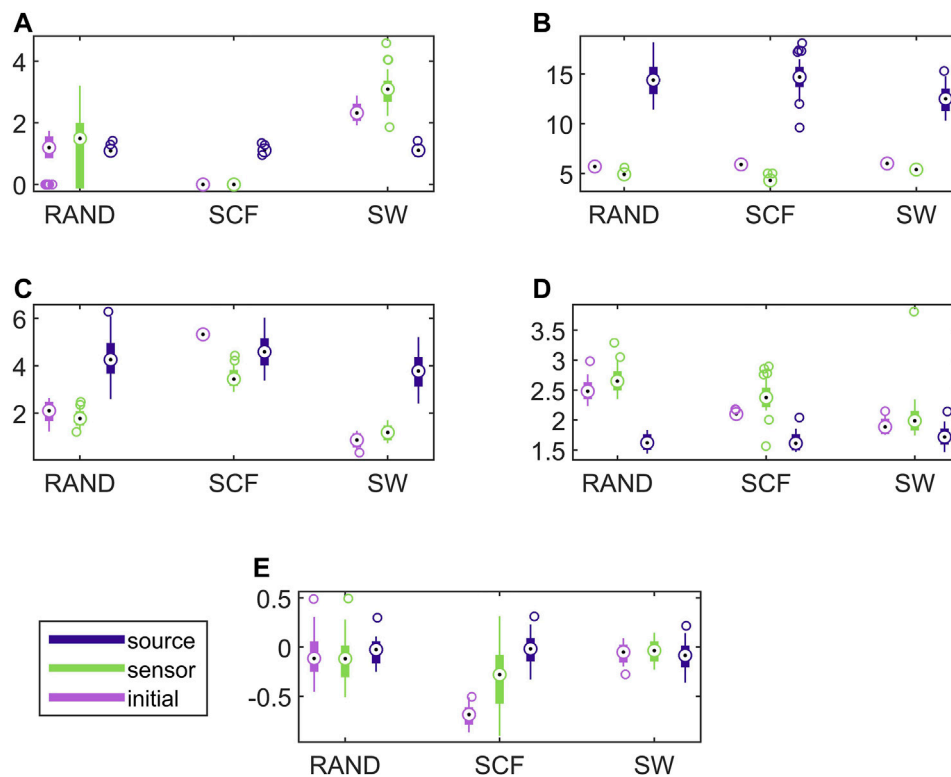 A
4
2
0
RAND SCF SW
B
15
10
5
RAND SCF SW
C
6
4
2
RAND SCF SW
D
3.5
3
2.5
2
1.5
RAND SCF SW
E
0.5
0
-0.5
RAND SCF SW
source
sensor
initial